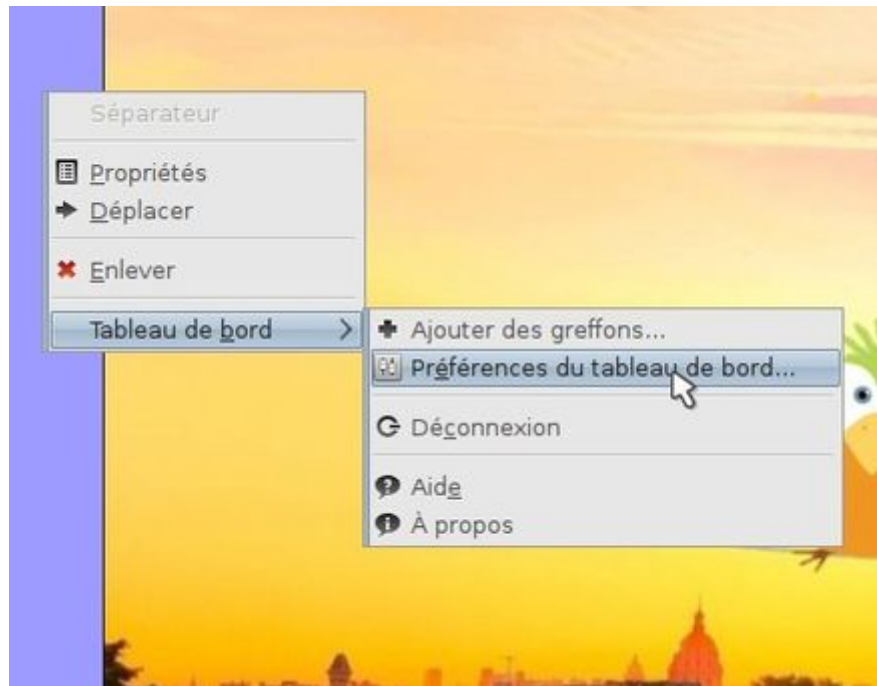 Séparateur
Propriétés
Déplacer
Enlever
Tableau de bord
Ajouter des greffons...
Préférences du tableau de bord...
Déconnexion
Aide
À propos